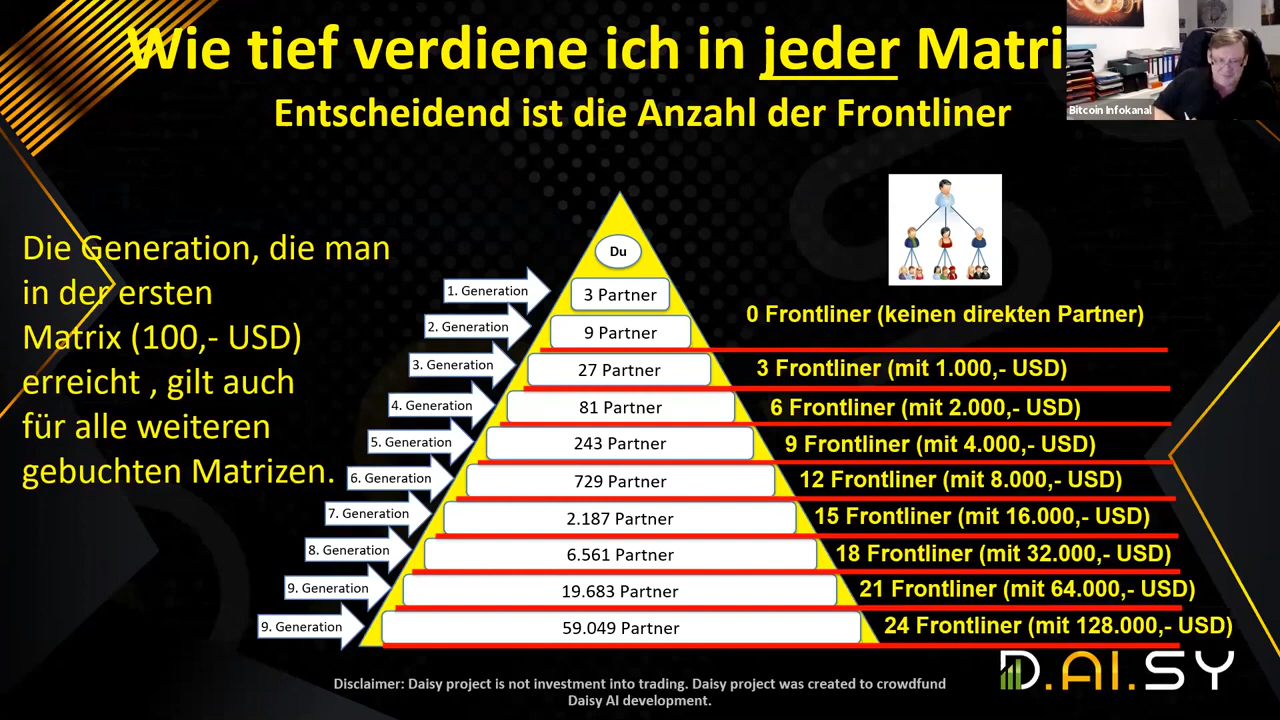 Wie tief verdiene ich in jeder Matri
Entscheidend ist die Anzahl der Frontliner
Bitcoin Infokanal
Die Generation, die man
in der ersten
Matrix (100,- USD)
erreicht , gilt auch
für alle weiteren
gebuchten Matrizen.
Du
1. Generation
3 Partner
0 Frontliner (keinen direkten Partner)
2. Generation
9 Partner
3. Generation
27 Partner
3 Frontliner (mit 1.000,- USD)
4. Generation
81 Partner
6 Frontliner (mit 2.000,- USD)
5. Generation
243 Partner
9 Frontliner (mit 4.000,- USD)
6. Generation
729 Partner
12 Frontliner (mit 8.000,- USD)
7. Generation
2.187 Partner
15 Frontliner (mit 16.000,- USD)
8. Generation
6.561 Partner
18 Frontliner (mit 32.000,- USD)
9. Generation
19.683 Partner
21 Frontliner (mit 64.000,- USD)
9. Generation
59.049 Partner
24 Frontliner (mit 128.000,- USD)
D.AI.SY
Disclaimer: Daisy project is not investment into trading. Daisy project was created to crowdfund
Daisy AI development.